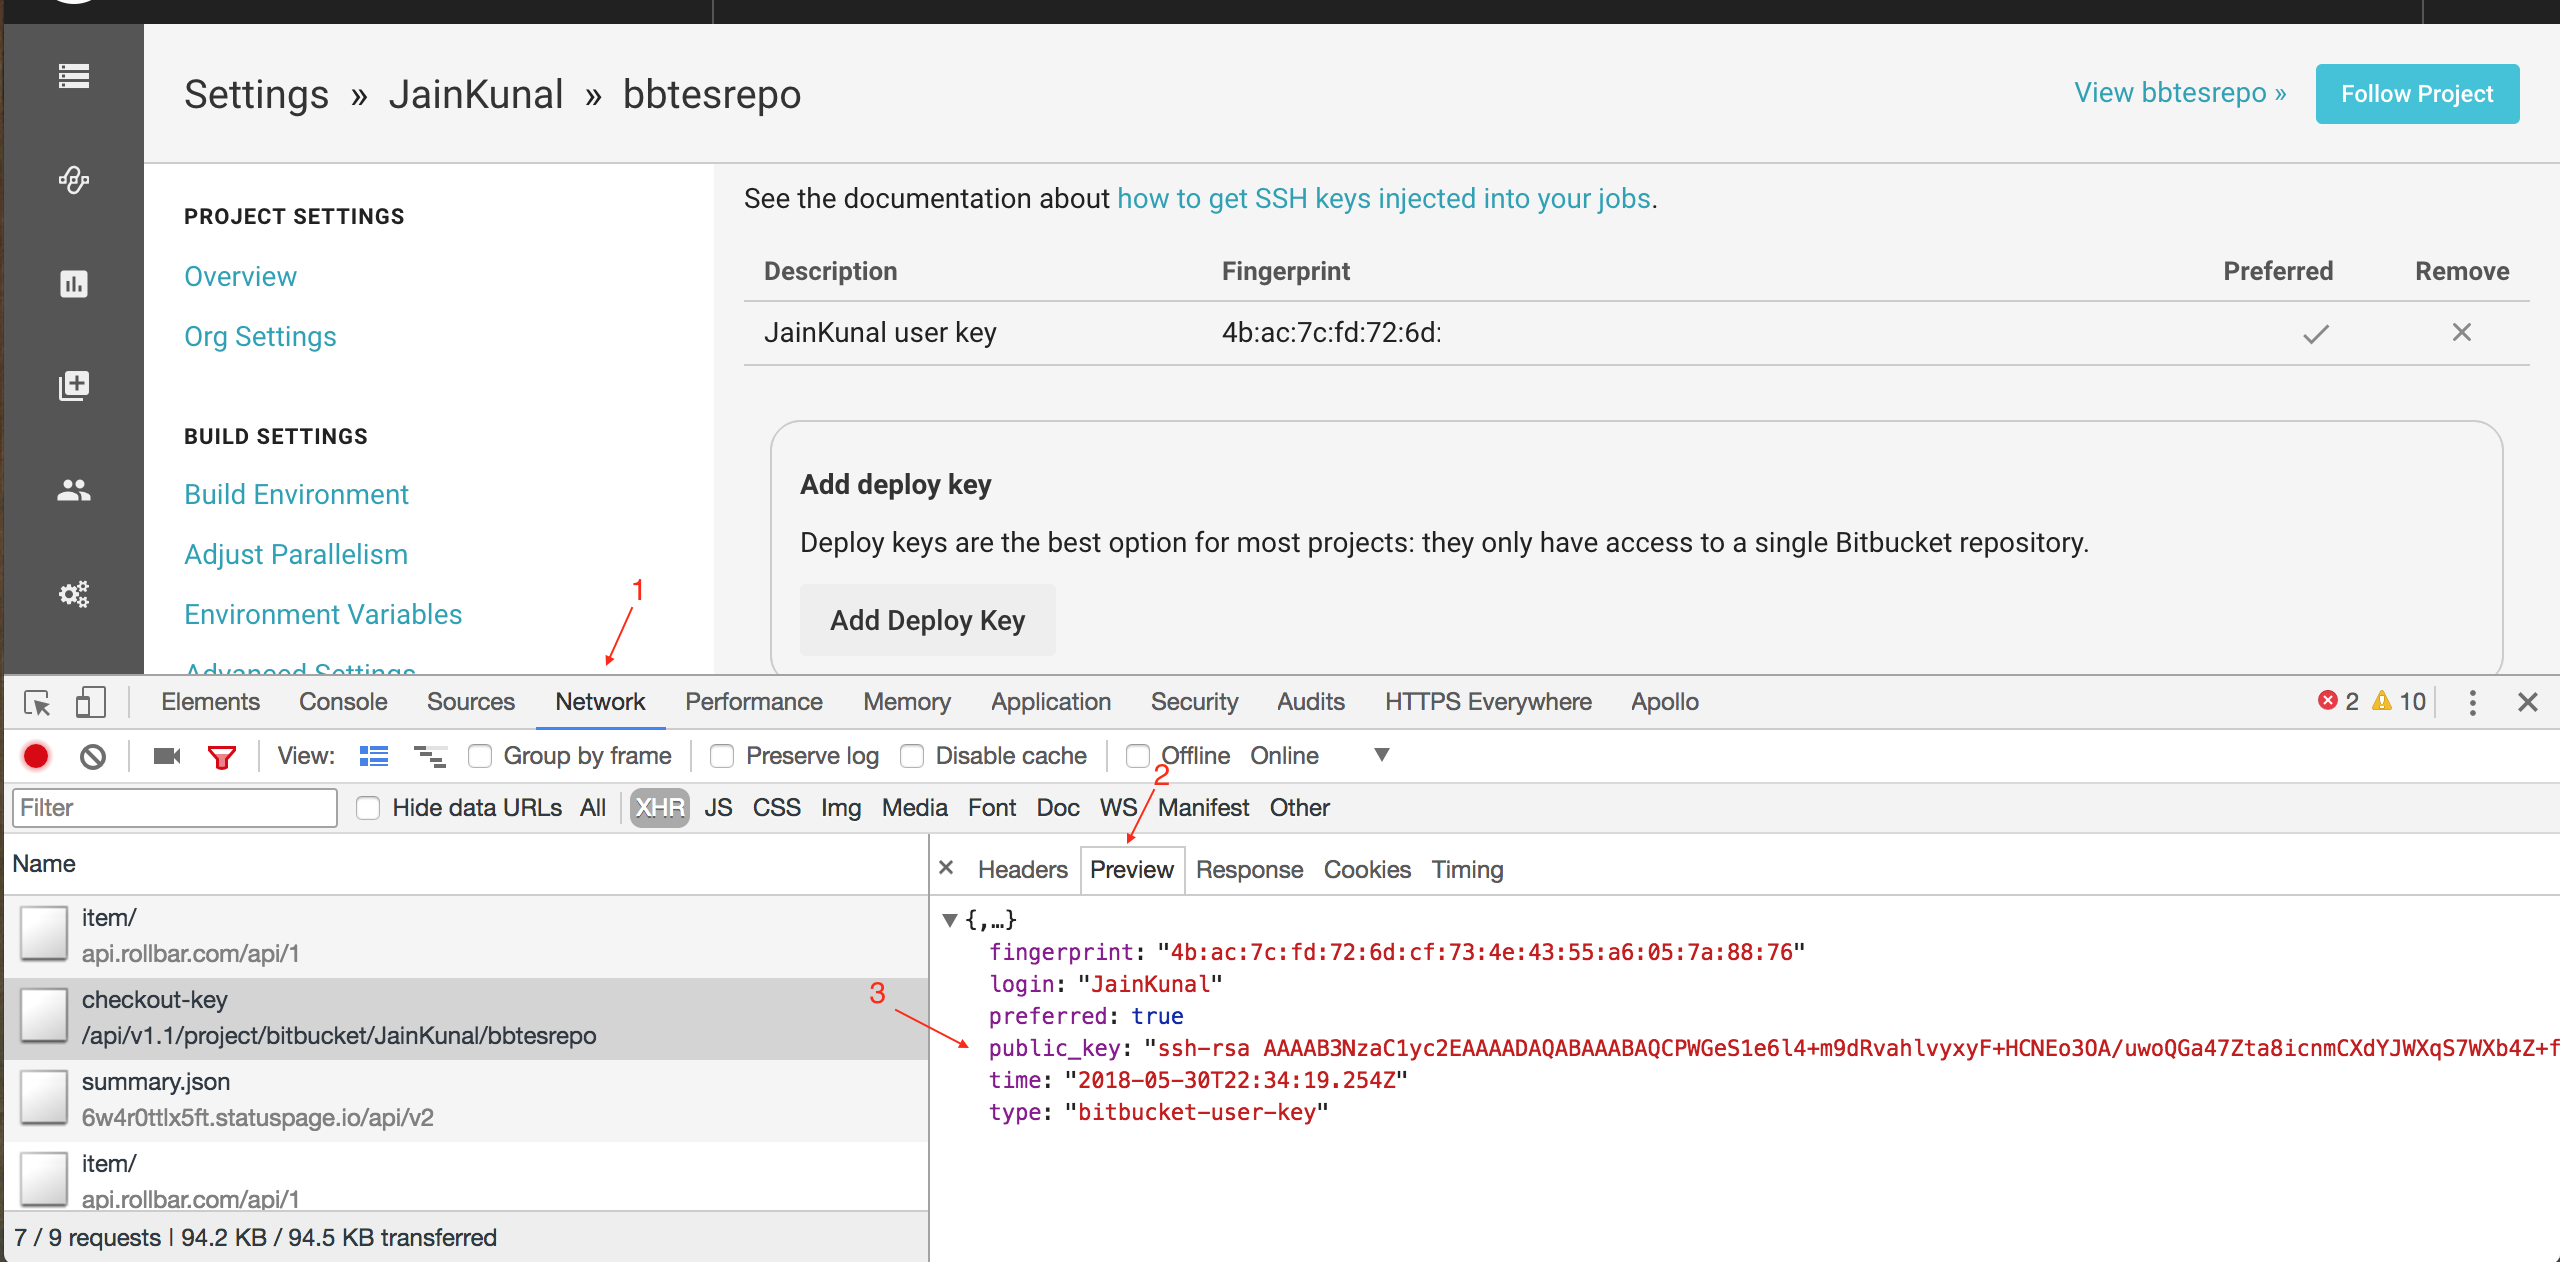 Settings » JainKunal » bbtesrepo
View bbtesrepo »
Follow Project
PROJECT SETTINGS
Overview
Org Settings
BUILD SETTINGS
Build Environment
Adjust Parallelism
Environment Variables
Advanced Settings
See the documentation about how to get SSH keys injected into your jobs.
Description Fingerprint Preferred Remove
JainKunal user key 4b:ac:7c:fd:72:6d:
Add deploy key
Deploy keys are the best option for most projects: they only have access to a single Bitbucket repository.
Add Deploy Key
1
Elements Console Sources Network Performance Memory Application Security Audits HTTPS Everywhere Apollo 2 10
View: Group by frame Preserve log Disable cache Offline Online
2
Filter Hide data URLs All XHR JS CSS Img Media Font Doc WS Manifest Other
Name
item/
api.rollbar.com/api/1
checkout-key
/api/v1.1/project/bitbucket/JainKunal/bbtesrepo
summary.json
6w4r0ttlx5ft.statuspage.io/api/v2
item/
api.rollbar.com/api/1
7 / 9 requests | 94.2 KB / 94.5 KB transferred
Headers Preview Response Cookies Timing
{,…}
fingerprint: "4b:ac:7c:fd:72:6d:cf:73:4e:43:55:a6:05:7a:88:76"
login: "JainKunal"
preferred: true
3
public_key: "ssh-rsa AAAAB3NzaC1yc2EAAAADAQABAAABAQCPWGeS1e6l4+m9dRvahlvyxyF+HCNEo3OA/uwoQGa47Zta8icnmCXdYJWXqS7WXb4Z+f
time: "2018-05-30T22:34:19.254Z"
type: "bitbucket-user-key"